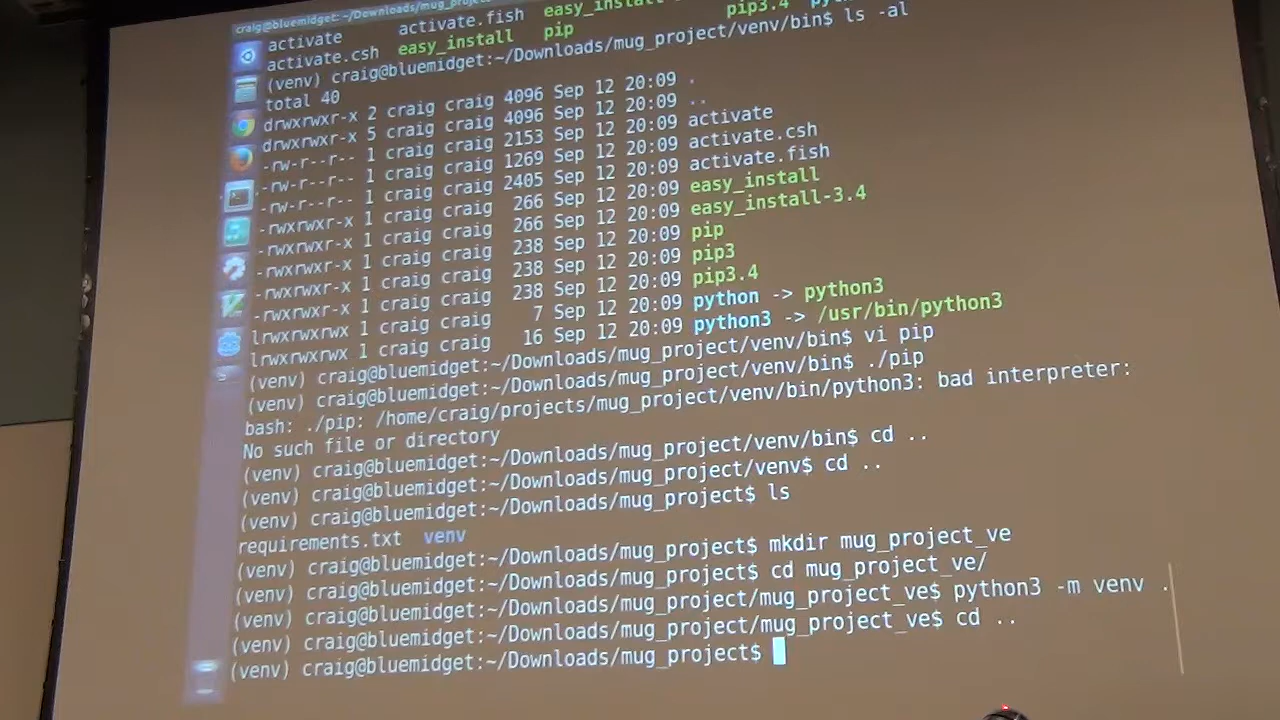 craig@bluemidget: ~/Downloads/mug_projec
activate activate.fish easy_install pip3.4
activate.csh easy_install pip
(venv) craig@bluemidget:~/Downloads/mug_project/venv/bin$ ls -al
total 40
drwxrwxr-x 2 craig craig 4096 Sep 12 20:09 .
drwxrwxr-x 5 craig craig 4096 Sep 12 20:09 ..
-rw-r--r-- 1 craig craig 2153 Sep 12 20:09 activate
-rw-r--r-- 1 craig craig 1269 Sep 12 20:09 activate.csh
-rw-r--r-- 1 craig craig 2405 Sep 12 20:09 activate.fish
-rwxrwxr-x 1 craig craig 266 Sep 12 20:09 easy_install
-rwxrwxr-x 1 craig craig 266 Sep 12 20:09 easy_install-3.4
-rwxrwxr-x 1 craig craig 238 Sep 12 20:09 pip
-rwxrwxr-x 1 craig craig 238 Sep 12 20:09 pip3
-rwxrwxr-x 1 craig craig 238 Sep 12 20:09 pip3.4
lrwxrwxrwx 1 craig craig 7 Sep 12 20:09 python -> python3
lrwxrwxrwx 1 craig craig 16 Sep 12 20:09 python3 -> /usr/bin/python3
(venv) craig@bluemidget:~/Downloads/mug_project/venv/bin$ vi pip
(venv) craig@bluemidget:~/Downloads/mug_project/venv/bin$ ./pip
bash: ./pip: /home/craig/projects/mug_project/venv/bin/python3: bad interpreter:
No such file or directory
(venv) craig@bluemidget:~/Downloads/mug_project/venv/bin$ cd ..
(venv) craig@bluemidget:~/Downloads/mug_project/venv$ cd ..
(venv) craig@bluemidget:~/Downloads/mug_project$ ls
requirements.txt venv
(venv) craig@bluemidget:~/Downloads/mug_project$ mkdir mug_project_ve
(venv) craig@bluemidget:~/Downloads/mug_project$ cd mug_project_ve/
(venv) craig@bluemidget:~/Downloads/mug_project/mug_project_ve$ python3 -m venv .
(venv) craig@bluemidget:~/Downloads/mug_project/mug_project_ve$ cd ..
(venv) craig@bluemidget:~/Downloads/mug_project$